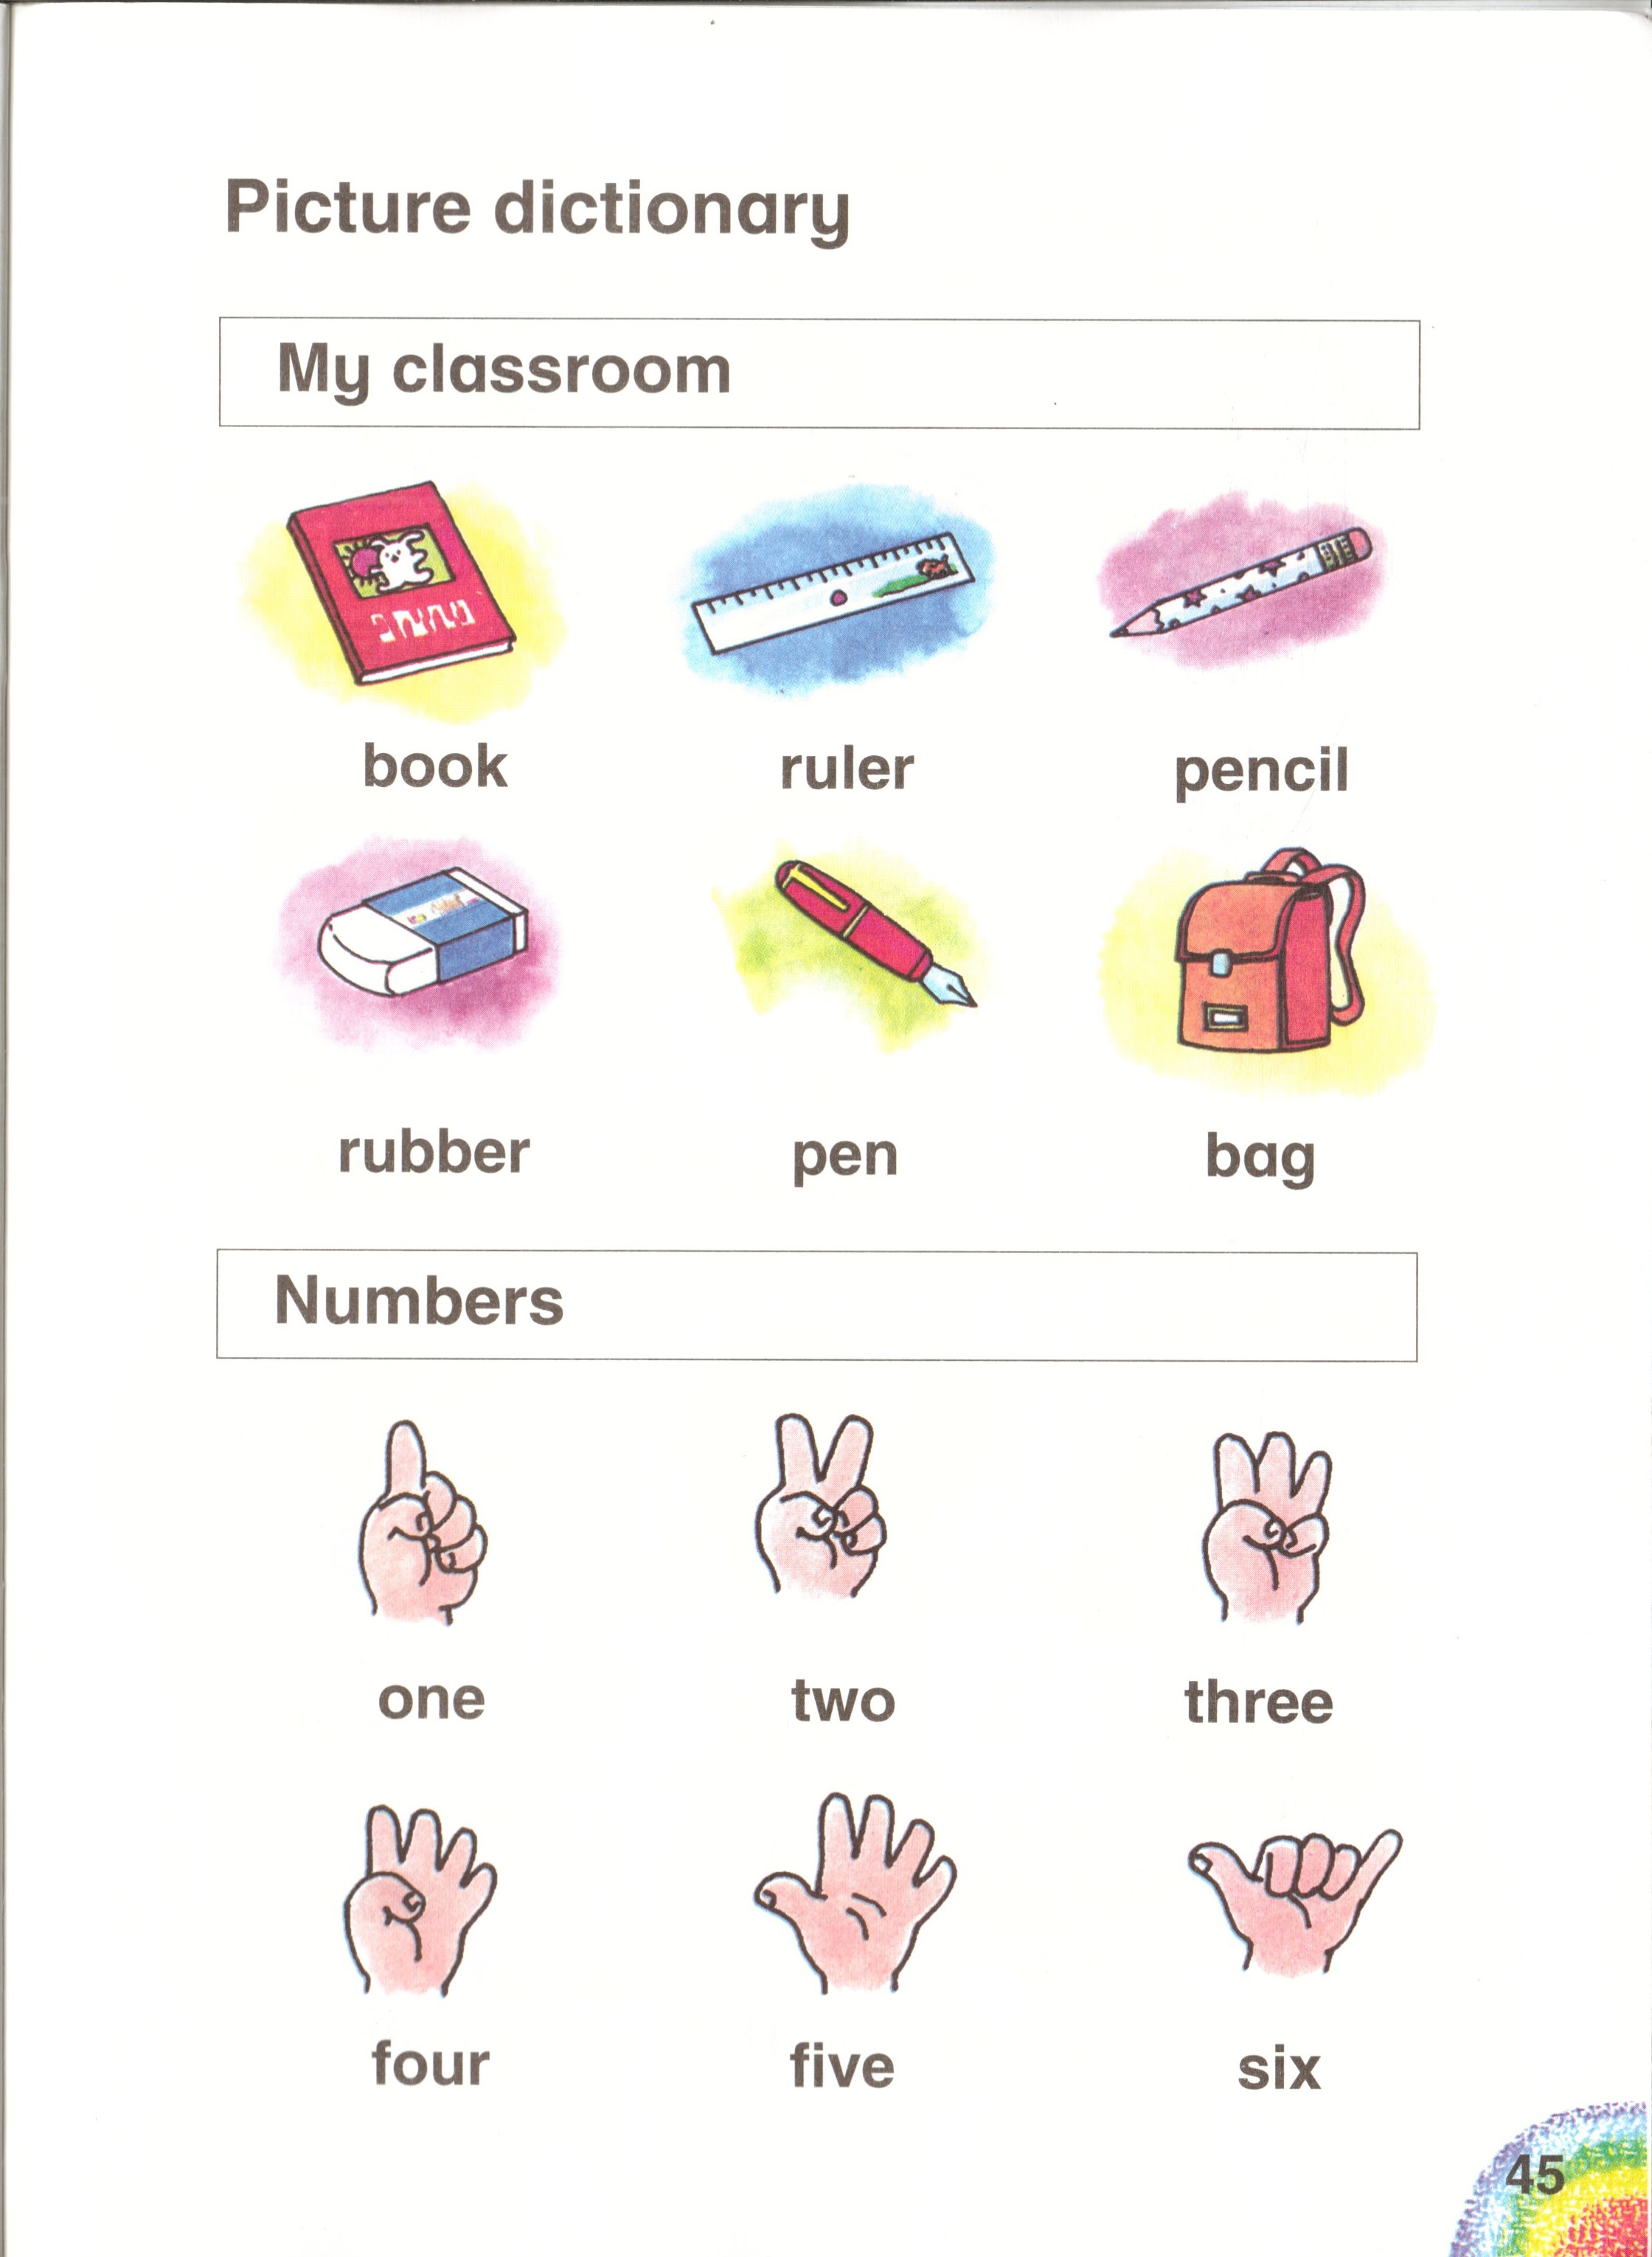 Picture dictionary
My classroom
book ruler pencil
rubber pen bag
Numbers
one two three
four five six
45